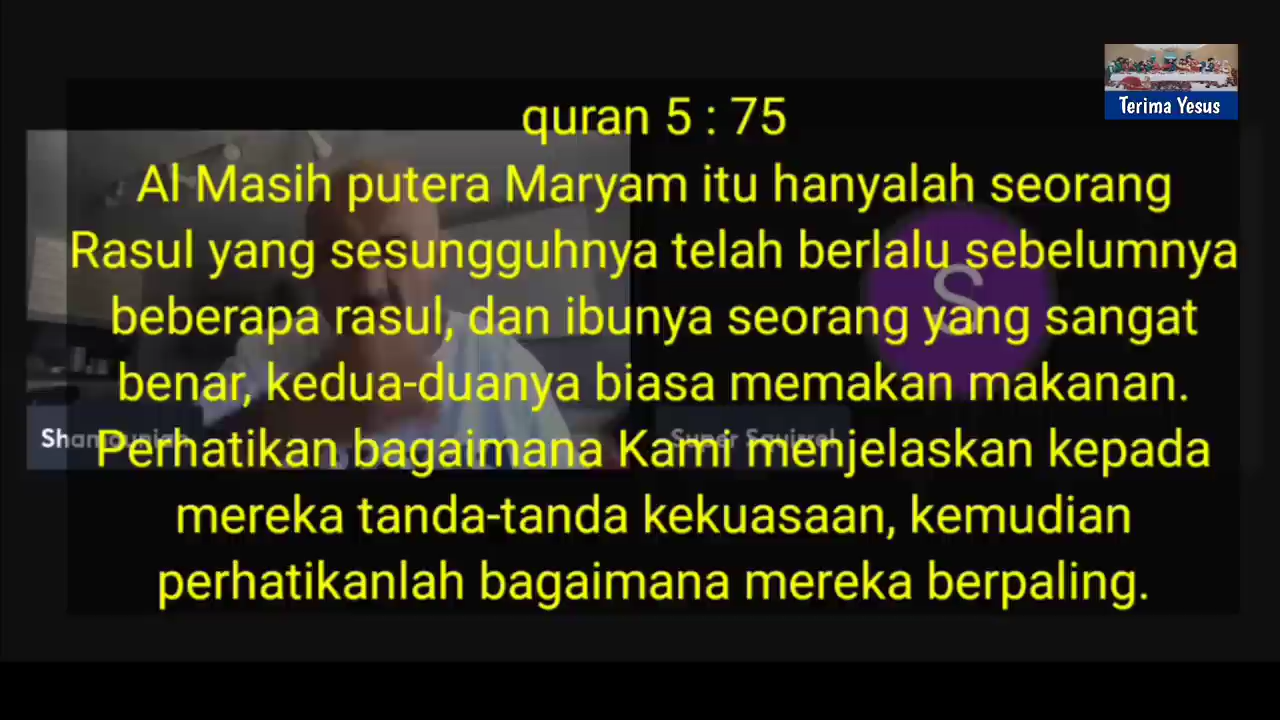 Terima Yesus
quran 5 : 75
Al Masih putera Maryam itu hanyalah seorang
Rasul yang sesungguhnya telah berlalu sebelumnya
beberapa rasul, dan ibunya seorang yang sangat
benar, kedua-duanya biasa memakan makanan.
Perhatikan bagaimana Kami menjelaskan kepada
mereka tanda-tanda kekuasaan, kemudian
perhatikanlah bagaimana mereka berpaling.
S
Super Squirrel